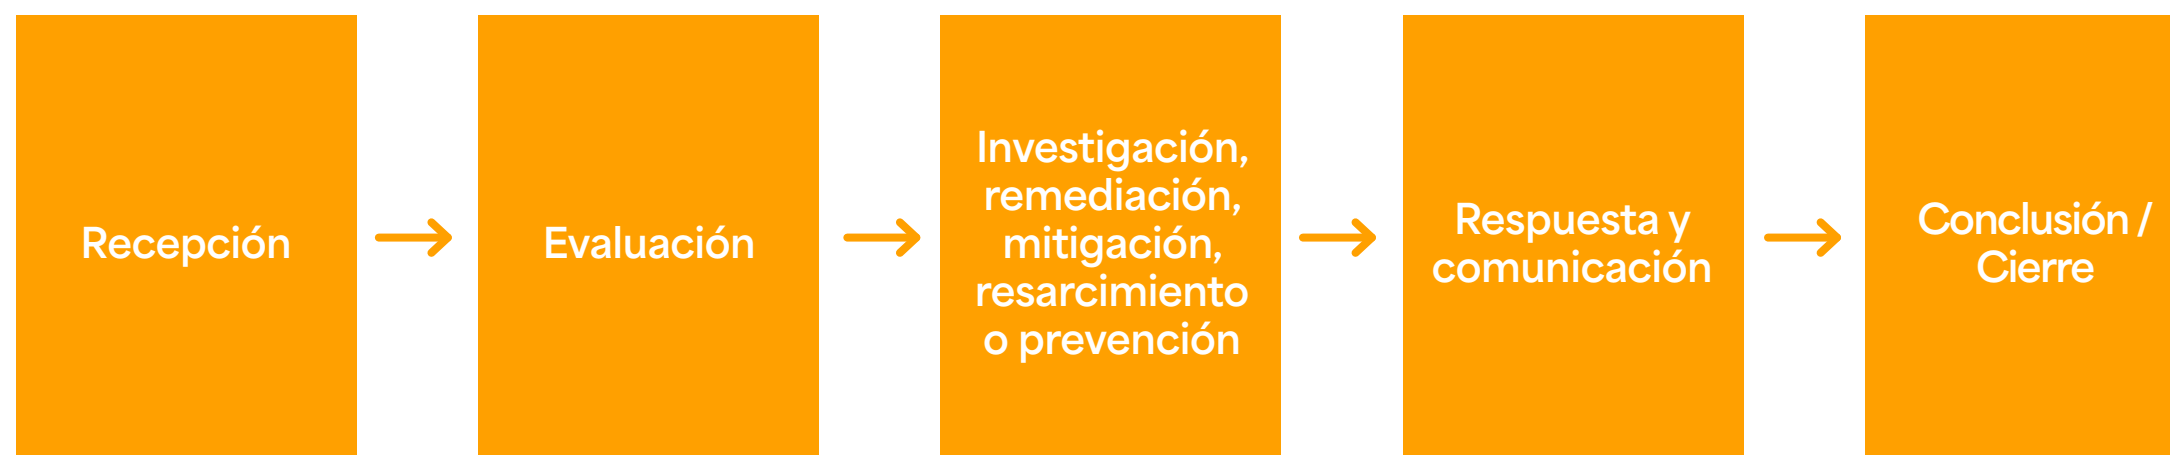 Recepción
Evaluación
Investigación,
remediación,
mitigación,
resarcimiento
o prevención
Respuesta y
comunicación
Conclusión /
Cierre